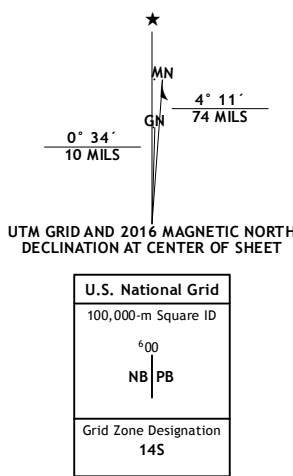 ★
MN
4° 11´
74 MILS
GN
0° 34´
10 MILS
UTM GRID AND 2016 MAGNETIC NORTH
DECLINATION AT CENTER OF SHEET
U.S. National Grid
100,000-m Square ID
⁶00
NB PB
Grid Zone Designation
14S